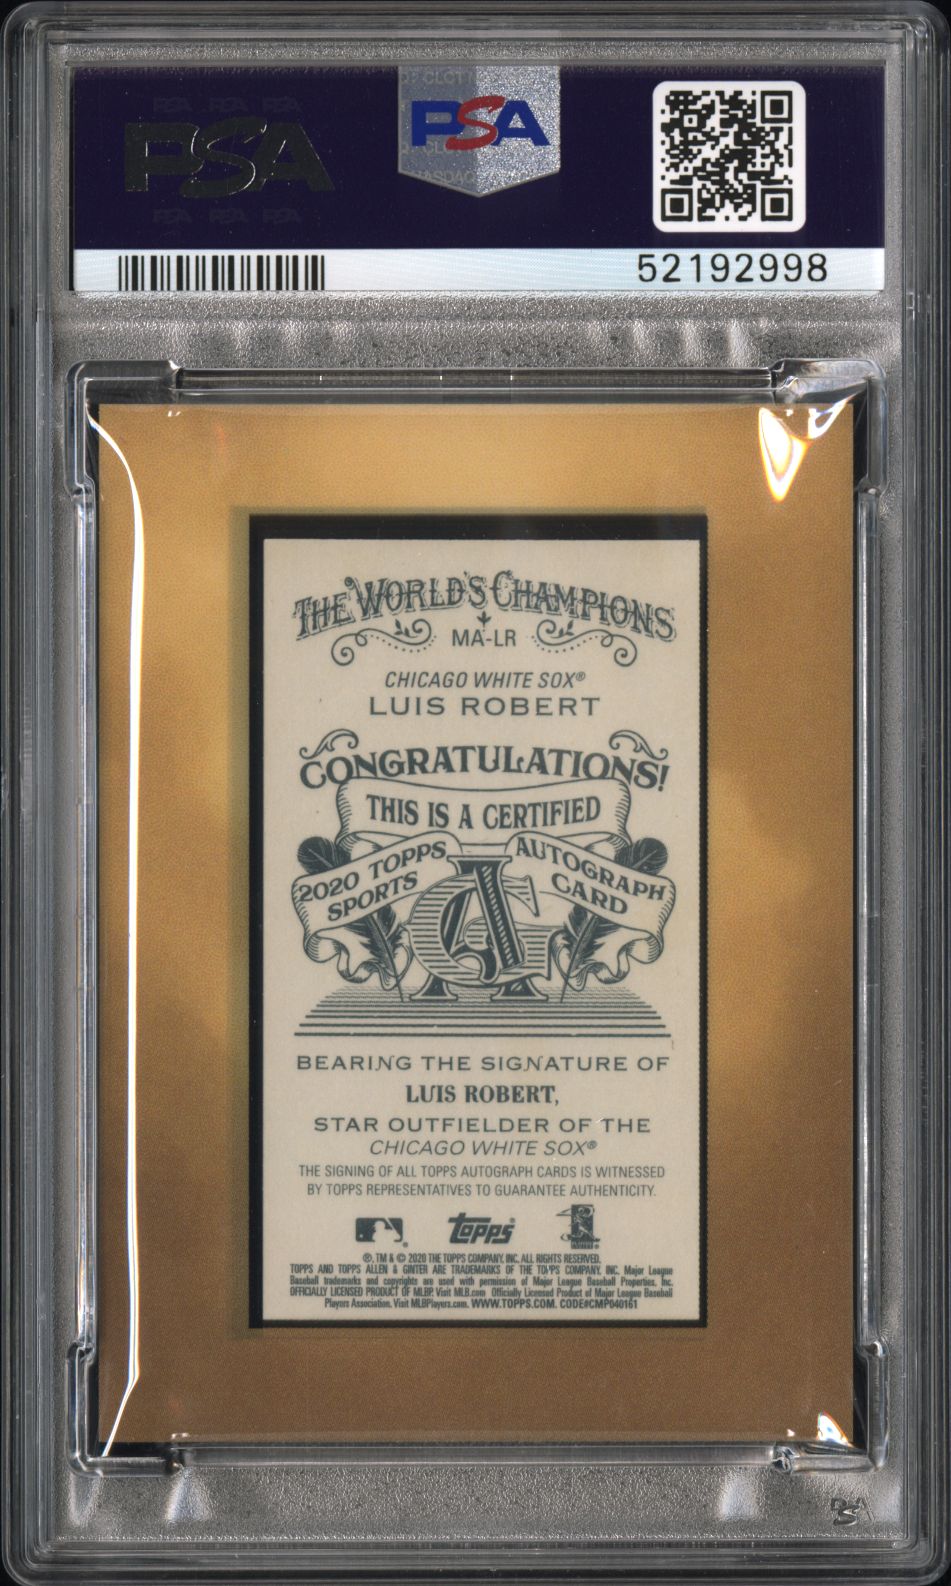 PSA
PSA
52192998
THE WORLD'S CHAMPIONS
MA-LR
CHICAGO WHITE SOX®
LUIS ROBERT
CONGRATULATIONS!
THIS IS A CERTIFIED
2020 TOPPS
SPORTS
AUTOGRAPH
CARD
BEARING THE SIGNATURE OF
LUIS ROBERT,
STAR OUTFIELDER OF THE
CHICAGO WHITE SOX®
THE SIGNING OF ALL TOPPS AUTOGRAPH CARDS IS WITNESSED
BY TOPPS REPRESENTATIVES TO GUARANTEE AUTHENTICITY.
topps
®, TM & © 2020 THE TOPPS COMPANY, INC. ALL RIGHTS RESERVED.
TOPPS AND TOPPS ALLEN & GINTER ARE TRADEMARKS OF THE TOPPS COMPANY, INC. Major League
Baseball trademarks and copyrights are used with permission of Major League Baseball Properties, Inc.
OFFICIALLY LICENSED PRODUCT OF MLBP. Visit MLB.com Officially Licensed Product of Major League Baseball
Players Association. Visit MLBPlayers.com. WWW.TOPPS.COM. CODE#CMP040161
PSA